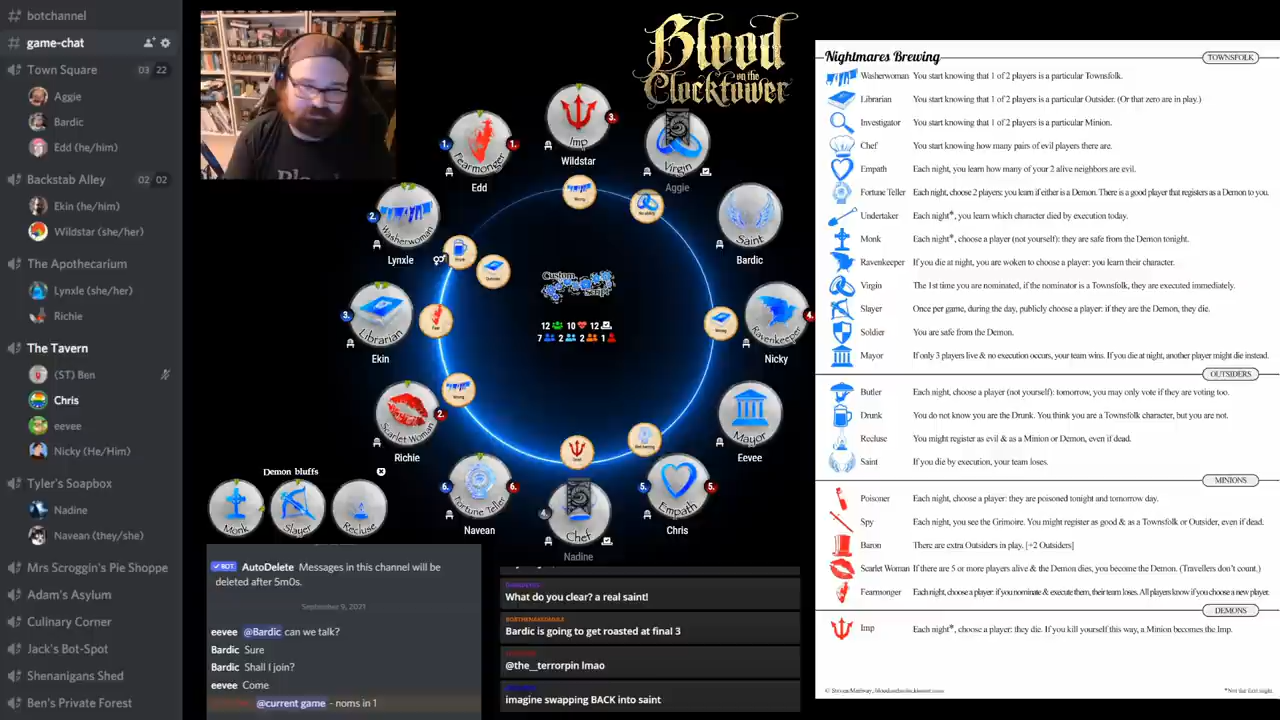 botchannel
game-chat
Town Square 03 22
Aggie
Bardic
Edd (he/him)
Backstab Alley 02 02
Ekin (he/him)
Wildstar (she/her)
The Apothecarium
Lynxle (she/her)
Richie
The Tavern
(ST) Ben
Chris
eevee
Nicky (He/Him)
Tyler's Soapbox
Nadine
Navean (they/she)
Mrs Scroggin's Pie Shoppe
Adam's Asylum
Culinary Corner
Jack's Bot-Spot
Shenanigans Shed
Ben's Private Forest
Blood
on the
Clocktower
Imp
3.
Wildstar
Fearmonger
1.
1.
Edd
Virgin
Aggie
Washerwoman
2.
Lynxle
Saint
Bardic
Librarian
3.
Ekin
Ravenkeeper
4.
Nicky
Scarlet Woman
2.
Richie
Mayor
Eevee
Fortune Teller
6.
6.
Navean
Chef
Nadine
Empath
5.
5.
Chris
Custom
Script
12 10 12
7 2 2 1
Demon bluffs
Monk
Slayer
Recluse
BOT AutoDelete Messages in this channel will
be deleted after 5m0s.
September 9, 2021
eevee @Bardic can we talk?
Bardic Sure
Bardic Shall I join?
eevee Come
@current game - noms in 1
What do you clear? a real saint!
Bardic is going to get roasted at final 3
@the__terrorpin lmao
imagine swapping BACK into saint
Nightmares Brewing
TOWNSFOLK
Washerwoman You start knowing that 1 of 2 players is a particular Townsfolk.
Librarian You start knowing that 1 of 2 players is a particular Outsider. (Or that zero are in play.)
Investigator You start knowing that 1 of 2 players is a particular Minion.
Chef You start knowing how many pairs of evil players there are.
Empath Each night, you learn how many of your 2 alive neighbors are evil.
Fortune Teller Each night, choose 2 players: you learn if either is a Demon. There is a good player that registers as a Demon to you.
Undertaker Each night*, you learn which character died by execution today.
Monk Each night*, choose a player (not yourself): they are safe from the Demon tonight.
Ravenkeeper If you die at night, you are woken to choose a player: you learn their character.
Virgin The 1st time you are nominated, if the nominator is a Townsfolk, they are executed immediately.
Slayer Once per game, during the day, publicly choose a player: if they are the Demon, they die.
Soldier You are safe from the Demon.
Mayor If only 3 players live & no execution occurs, your team wins. If you die at night, another player might die instead.
OUTSIDERS
Butler Each night, choose a player (not yourself): tomorrow, you may only vote if they are voting too.
Drunk You do not know you are the Drunk. You think you are a Townsfolk character, but you are not.
Recluse You might register as evil & as a Minion or Demon, even if dead.
Saint If you die by execution, your team loses.
MINIONS
Poisoner Each night, choose a player: they are poisoned tonight and tomorrow day.
Spy Each night, you see the Grimoire. You might register as good & as a Townsfolk or Outsider, even if dead.
Baron There are extra Outsiders in play. [+2 Outsiders]
Scarlet Woman If there are 5 or more players alive & the Demon dies, you become the Demon. (Travellers don't count.)
Fearmonger Each night, choose a player: if you nominate & execute them, their team loses. All players know if you choose a new player.
DEMONS
Imp Each night*, choose a player: they die. If you kill yourself this way, a Minion becomes the Imp.
*Not the first night